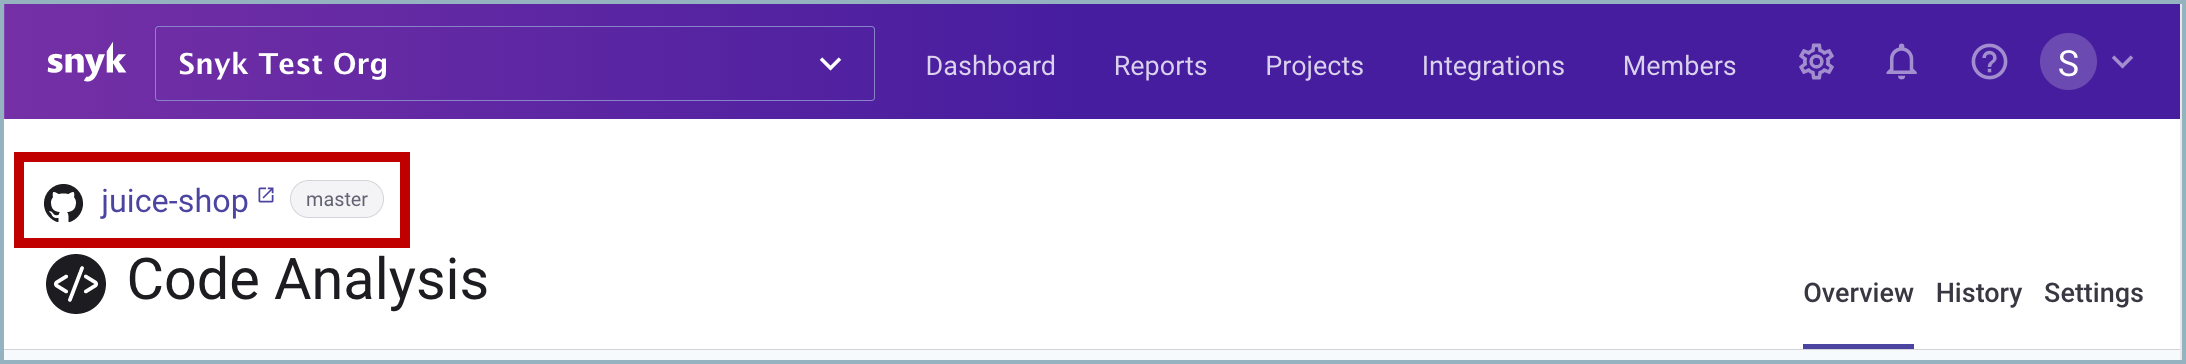 snyk Snyk Test Org Dashboard Reports Projects Integrations Members ? S
juice-shop master
</> Code Analysis
Overview History Settings